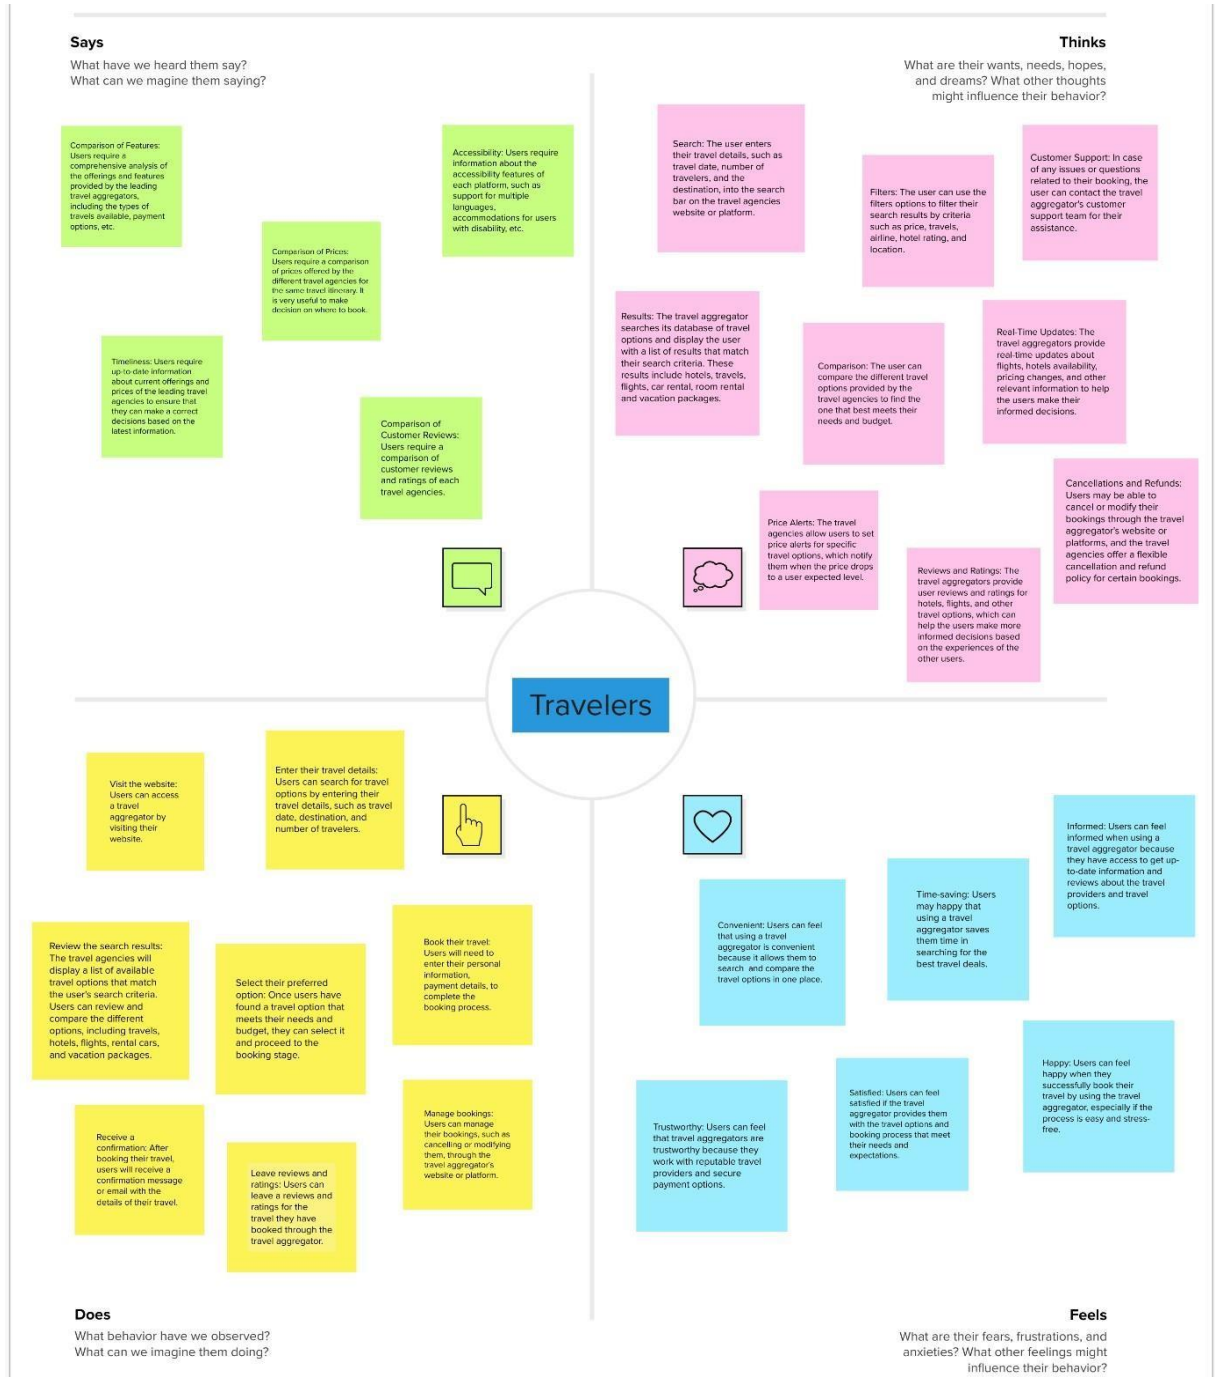 Says
What have we heard them say?
What can we magine them saying?
Thinks
What are their wants, needs, hopes,
and dreams? What other thoughts
might influence their behavior?
Comparison of Features:
Users require a
comprehensive analysis of
the offerings and features
provided by the leading
travel aggregators,
including the types of
travels available, payment
options, etc.
Accessibility: Users require
information about the
accessibility features of
each platform, such as
support for multiple
languages,
accommodations for users
with disability, etc.
Comparison of Prices:
Users require a comparison
of prices offered by the
different travel agencies for
the same travel itinerary. It
is very useful to make
decision on where to book.
Timeliness: Users require
up-to-date information
about current offerings and
prices of the leading travel
agencies to ensure that
they can make a correct
decisions based on the
latest information.
Comparison of
Customer Reviews:
Users require a
comparison of
customer reviews
and ratings of each
travel agencies.
Search: The user enters
their travel details, such as
travel date, number of
travelers, and the
destination, into the search
bar on the travel agencies
website or platform.
Filters: The user can use the
filters options to filter their
search results by criteria
such as price, travels,
airline, hotel rating, and
location.
Customer Support: In case
of any issues or questions
related to their booking, the
user can contact the travel
aggregator's customer
support team for their
assistance.
Results: The travel aggregator
searches its database of travel
options and display the user
with a list of results that match
their search criteria. These
results include hotels, travels,
flights, car rental, room rental
and vacation packages.
Comparison: The user can
compare the different travel
options provided by the
travel agencies to find the
one that best meets their
needs and budget.
Real-Time Updates: The
travel aggregators provide
real-time updates about
flights, hotels availability,
pricing changes, and other
relevant information to help
the users make their
informed decisions.
Price Alerts: The travel
agencies allow users to set
price alerts for specific
travel options, which notify
them when the price drops
to a user expected level.
Reviews and Ratings: The
travel aggregators provide
user reviews and ratings for
hotels, flights, and other
travel options, which can
help the users make more
informed decisions based
on the experiences of the
other users.
Cancellations and Refunds:
Users may be able to
cancel or modify their
bookings through the travel
aggregator's website or
platforms, and the travel
agencies offer a flexible
cancellation and refund
policy for certain bookings.
Travelers
Visit the website:
Users can access
a travel
aggregator by
visiting their
website.
Enter their travel details:
Users can search for travel
options by entering their
travel details, such as travel
date, destination, and
number of travelers.
Review the search results:
The travel agencies will
display a list of available
travel options that match
the user's search criteria.
Users can review and
compare the different
options, including travels,
hotels, flights, rental cars,
and vacation packages.
Select their preferred
option: Once users have
found a travel option that
meets their needs and
budget, they can select it
and proceed to the
booking stage.
Book their travel:
Users will need to
enter their personal
information,
payment details, to
complete the
booking process.
Receive a
confirmation: After
booking their travel,
users will receive a
confirmation message
or email with the
details of their travel.
Leave reviews and
ratings: Users can
leave a reviews and
ratings for the
travel they have
booked through the
travel aggregator.
Manage bookings:
Users can manage
their bookings, such as
cancelling or modifying
them, through the
travel aggregator's
website or platform.
Convenient: Users can feel
that using a travel
aggregator is convenient
because it allows them to
search and compare the
travel options in one place.
Time-saving: Users
may happy that
using a travel
aggregator saves
them time in
searching for the
best travel deals.
Informed: Users can feel
informed when using a
travel aggregator because
they have access to get up-
to-date information and
reviews about the travel
providers and travel
options.
Trustworthy: Users can feel
that travel aggregators are
trustworthy because they
work with reputable travel
providers and secure
payment options.
Satisfied: Users can feel
satisfied if the travel
aggregator provides them
with the travel options and
booking process that meet
their needs and
expectations.
Happy: Users can feel
happy when they
successfully book their
travel by using the travel
aggregator, especially if the
process is easy and stress-
free.
Does
What behavior have we observed?
What can we imagine them doing?
Feels
What are their fears, frustrations, and
anxieties? What other feelings might
influence their behavior?